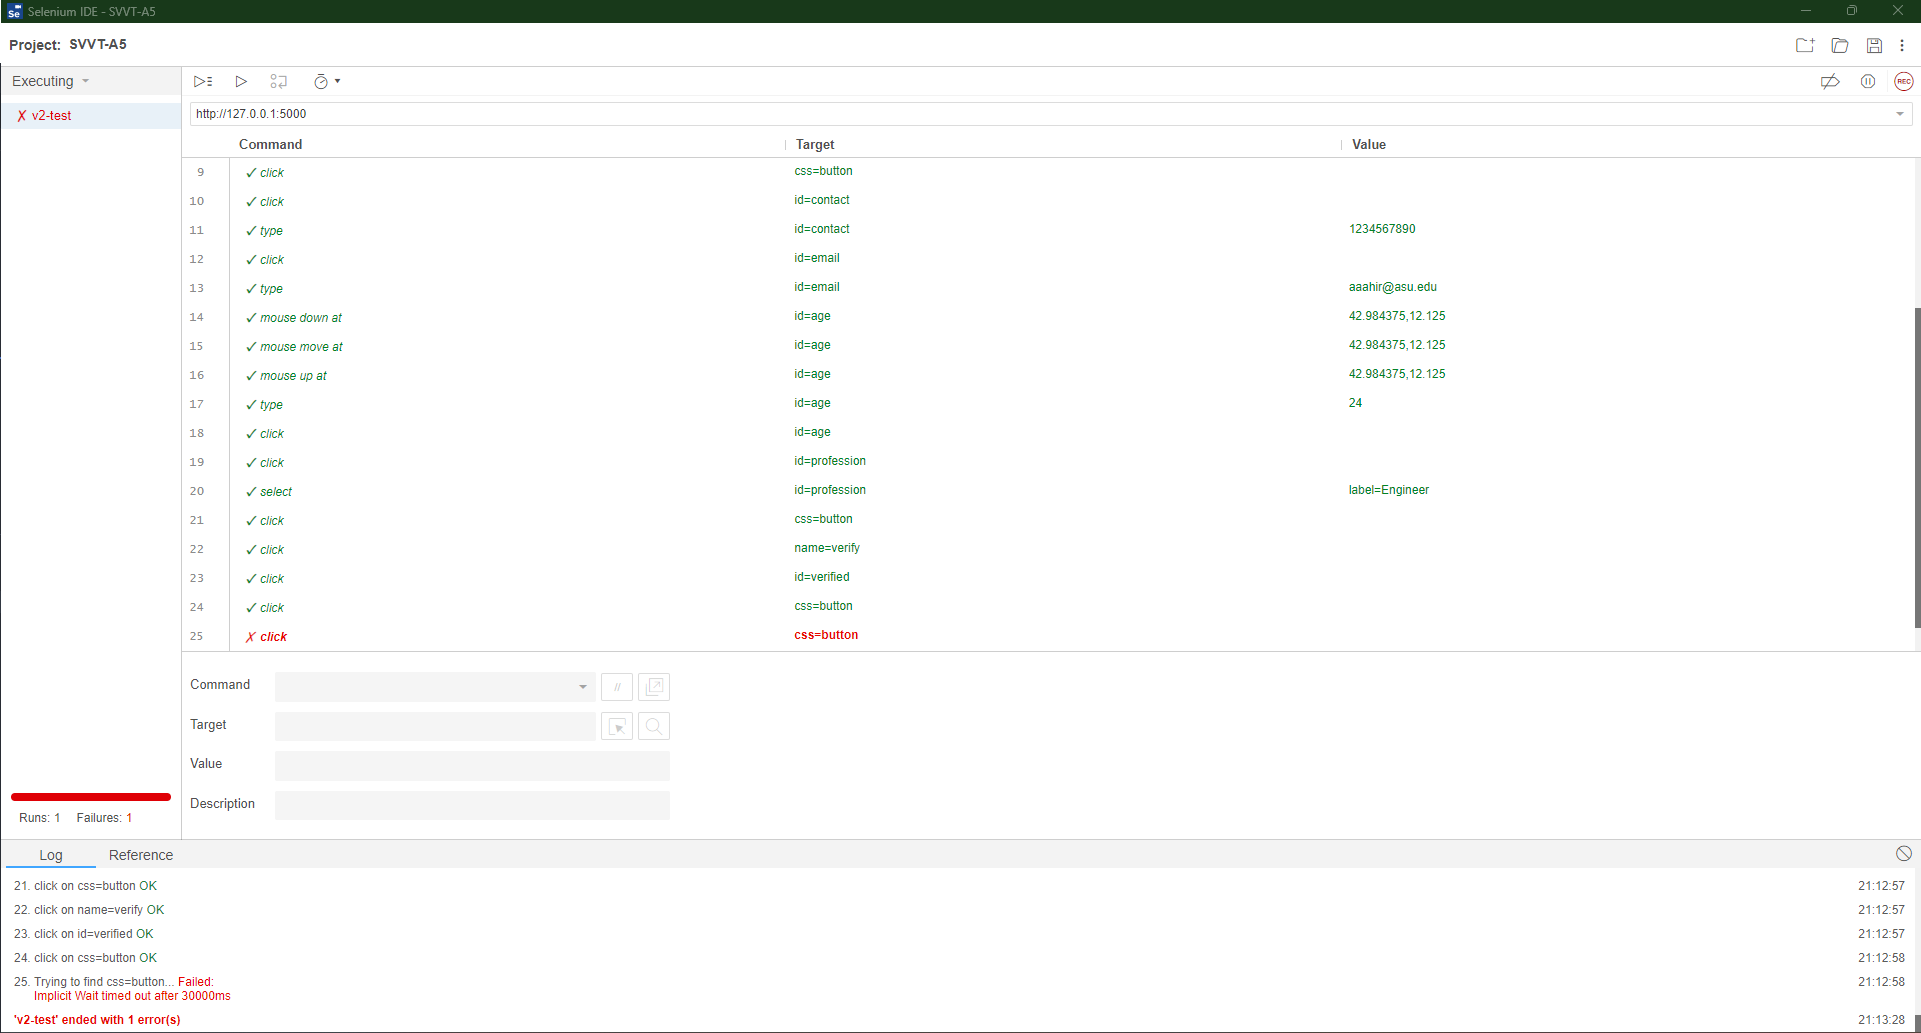 Selenium IDE - SVVT-A5
Project: SVVT-A5
Executing
✗ v2-test
http://127.0.0.1:5000
Command Target Value
9 ✓ click css=button
10 ✓ click id=contact
11 ✓ type id=contact 1234567890
12 ✓ click id=email
13 ✓ type id=email aaahir@asu.edu
14 ✓ mouse down at id=age 42.984375,12.125
15 ✓ mouse move at id=age 42.984375,12.125
16 ✓ mouse up at id=age 42.984375,12.125
17 ✓ type id=age 24
18 ✓ click id=age
19 ✓ click id=profession
20 ✓ select id=profession label=Engineer
21 ✓ click css=button
22 ✓ click name=verify
23 ✓ click id=verified
24 ✓ click css=button
25 ✗ click css=button
Command //
Target
Value
Description
Runs: 1 Failures: 1
Log Reference
21. click on css=button OK 21:12:57
22. click on name=verify OK 21:12:57
23. click on id=verified OK 21:12:57
24. click on css=button OK 21:12:58
25. Trying to find css=button... Failed: 21:12:58
Implicit Wait timed out after 30000ms
'v2-test' ended with 1 error(s) 21:13:28
Se
REC